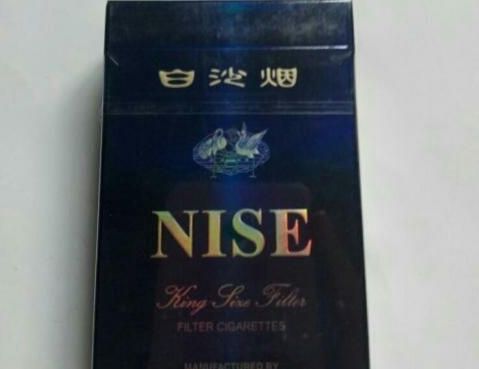 白沙烟
NISE
King Size Filter
FILTER CIGARETTES
MANUFACTURED BY